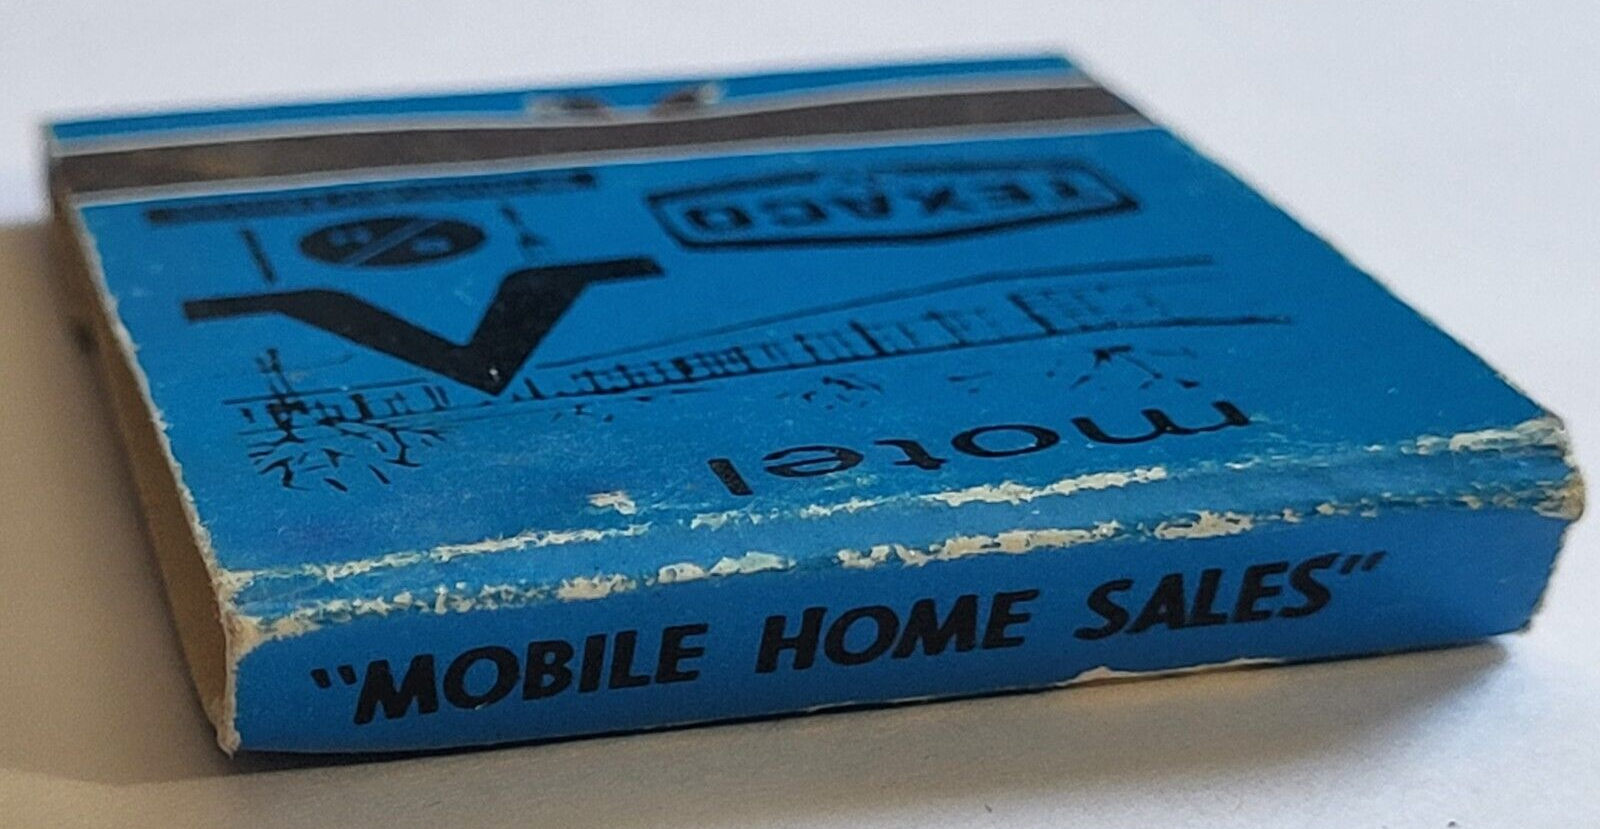 motel
TEXACO
"MOBILE HOME SALES"